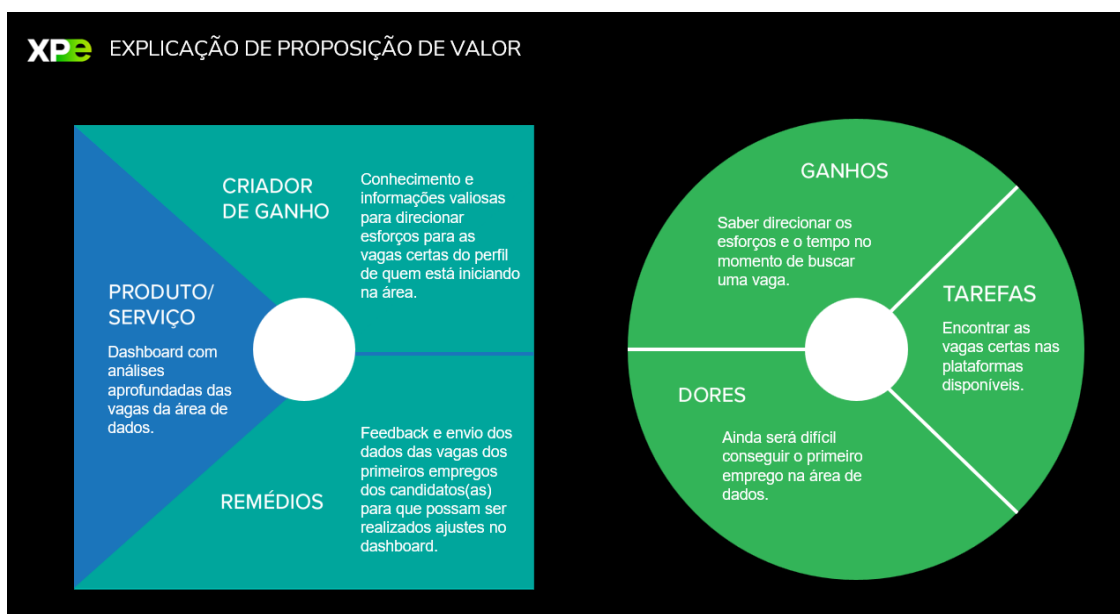 XPe EXPLICAÇÃO DE PROPOSIÇÃO DE VALOR
CRIADOR
DE GANHO
Conhecimento e
informações valiosas
para direcionar
esforços para as
vagas certas do perfil
de quem está iniciando
na área.
PRODUTO/
SERVIÇO
Dashboard com
análises
aprofundadas das
vagas da área de
dados.
REMÉDIOS
Feedback e envio dos
dados das vagas dos
primeiros empregos
dos candidatos(as)
para que possam ser
realizados ajustes no
dashboard.
GANHOS
Saber direcionar os
esforços e o tempo no
momento de buscar
uma vaga.
TAREFAS
Encontrar as
vagas certas nas
plataformas
disponíveis.
DORES
Ainda será difícil
conseguir o primeiro
emprego na área de
dados.